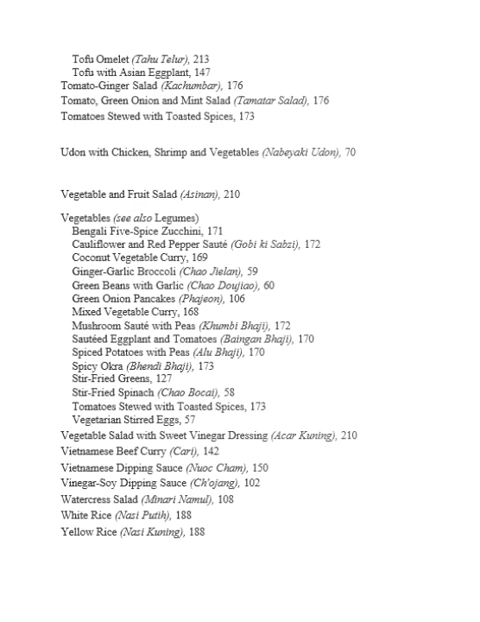 Tofu Omelet (Tahu Telur), 213
Tofu with Asian Eggplant, 147
Tomato-Ginger Salad (Kachumbar), 176
Tomato, Green Onion and Mint Salad (Tamatar Salad), 176
Tomatoes Stewed with Toasted Spices, 173
Udon with Chicken, Shrimp and Vegetables (Nabeyaki Udon), 70
Vegetable and Fruit Salad (Asinan), 210
Vegetables (see also Legumes)
Bengali Five-Spice Zucchini, 171
Cauliflower and Red Pepper Sauté (Gobi ki Sabzi), 172
Coconut Vegetable Curry, 169
Ginger-Garlic Broccoli (Chao Jielan), 59
Green Beans with Garlic (Chao Doujiao), 60
Green Onion Pancakes (Phajeon), 106
Mixed Vegetable Curry, 168
Mushroom Sauté with Peas (Khumbi Bhaji), 172
Sautéed Eggplant and Tomatoes (Baingan Bhaji), 170
Spiced Potatoes with Peas (Alu Bhaji), 170
Spicy Okra (Bhendi Bhaji), 173
Stir-Fried Greens, 127
Stir-Fried Spinach (Chao Bocai), 58
Tomatoes Stewed with Toasted Spices, 173
Vegetarian Stirred Eggs, 57
Vegetable Salad with Sweet Vinegar Dressing (Acar Kuning), 210
Vietnamese Beef Curry (Cari), 142
Vietnamese Dipping Sauce (Nuoc Cham), 150
Vinegar-Soy Dipping Sauce (Ch'ojang), 102
Watercress Salad (Minari Namul), 108
White Rice (Nasi Putih), 188
Yellow Rice (Nasi Kuning), 188